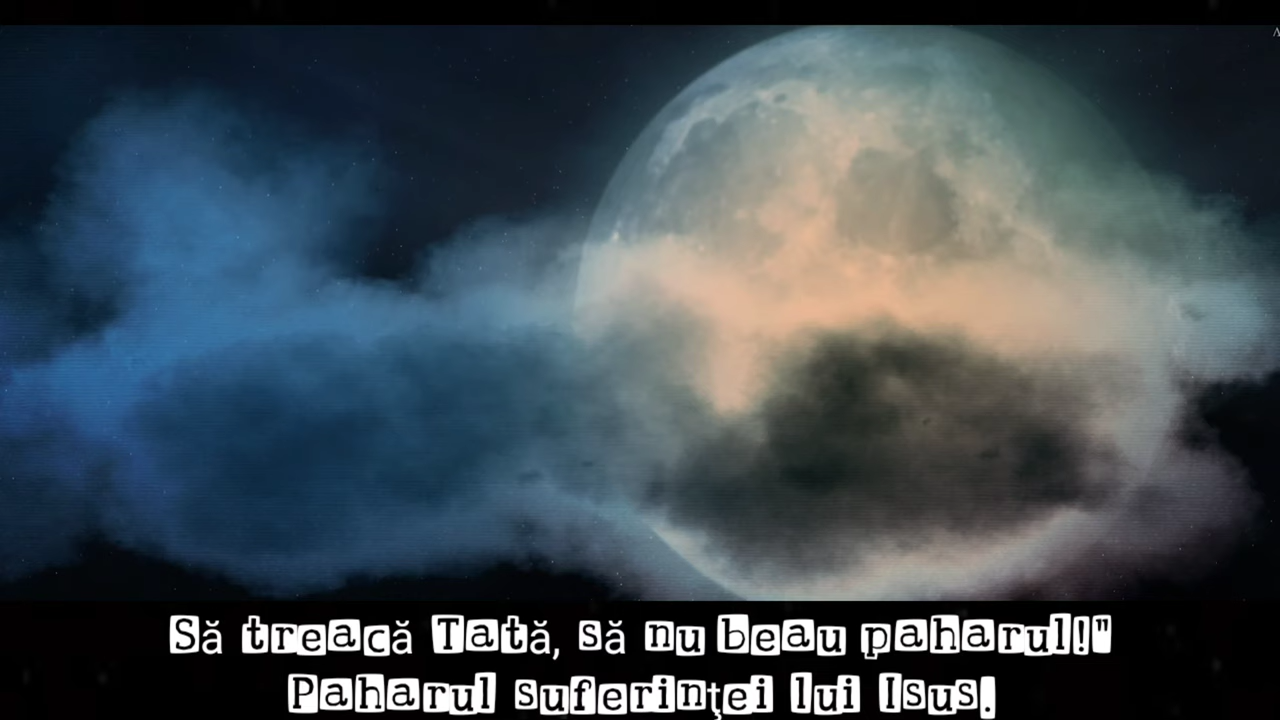 Să treacă Tată, să nu beau paharul!"
Paharul suferinţei lui Isus.